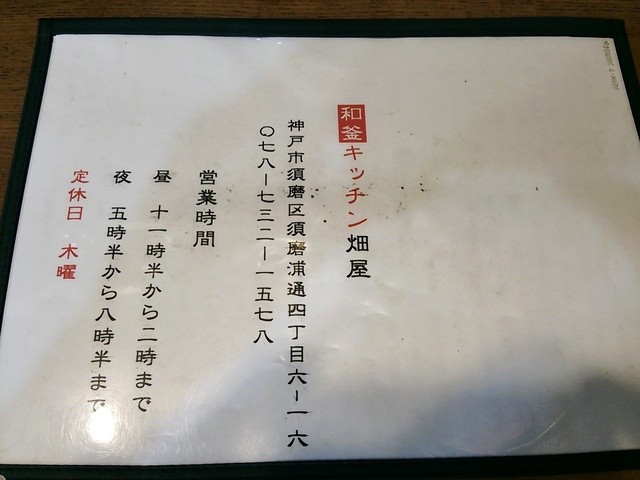 和釜キッチン畑屋
神戸市須磨区須磨浦通四丁目六ー一六
〇七八ー七三二ー一五七八
営業時間
昼 十一時半から二時まで
夜 五時半から八時半まで
定休日 木曜